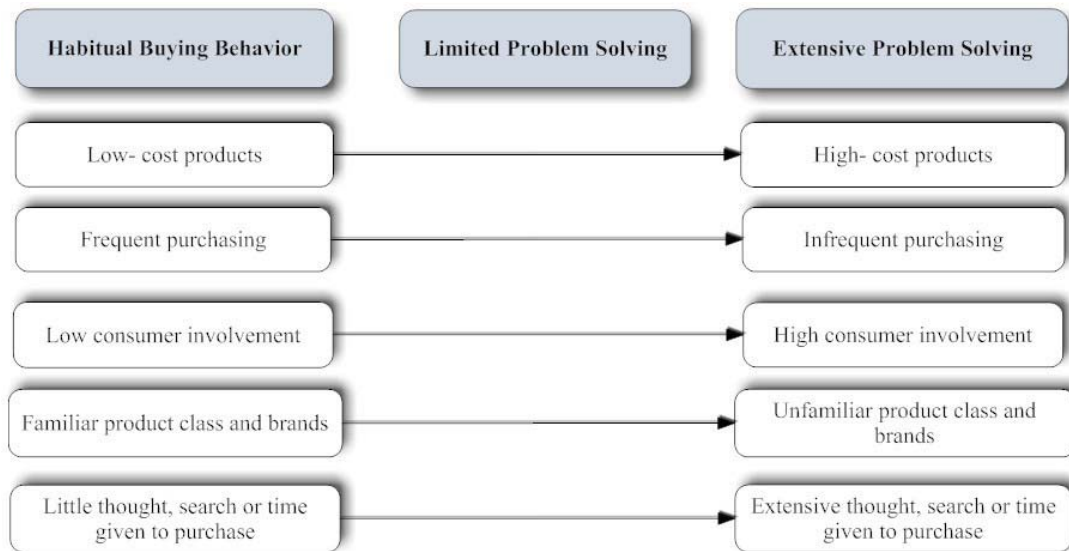 Habitual Buying Behavior
Limited Problem Solving
Extensive Problem Solving
Low- cost products
High- cost products
Frequent purchasing
Infrequent purchasing
Low consumer involvement
High consumer involvement
Familiar product class and brands
Unfamiliar product class and
brands
Little thought, search or time
given to purchase
Extensive thought, search or time
given to purchase